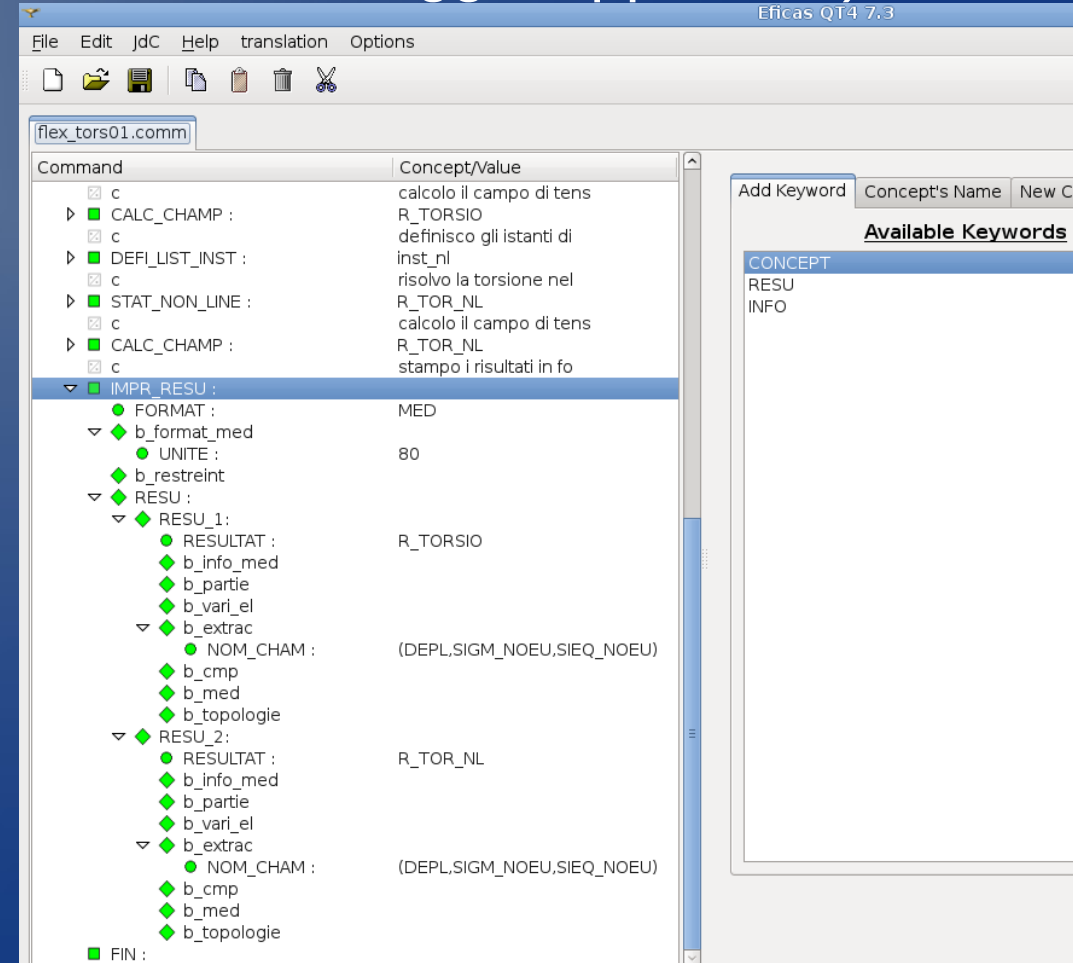 Eficas QT4 7.3
File Edit JdC Help translation Options
flex_tors01.comm
Command Concept/Value
c calcolo il campo di tens
CALC_CHAMP : R_TORSIO
c definisco gli istanti di
DEFI_LIST_INST : inst_nl
c risolvo la torsione nel
STAT_NON_LINE : R_TOR_NL
c calcolo il campo di tens
CALC_CHAMP : R_TOR_NL
c stampo i risultati in fo
IMPR_RESU :
FORMAT : MED
b_format_med
UNITE : 80
b_restreint
RESU :
RESU_1:
RESULTAT : R_TORSIO
b_info_med
b_partie
b_vari_el
b_extrac
NOM_CHAM : (DEPL,SIGM_NOEU,SIEQ_NOEU)
b_cmp
b_med
b_topologie
RESU_2:
RESULTAT : R_TOR_NL
b_info_med
b_partie
b_vari_el
b_extrac
NOM_CHAM : (DEPL,SIGM_NOEU,SIEQ_NOEU)
b_cmp
b_med
b_topologie
FIN :
Add Keyword Concept's Name New C
Available Keywords
CONCEPT
RESU
INFO